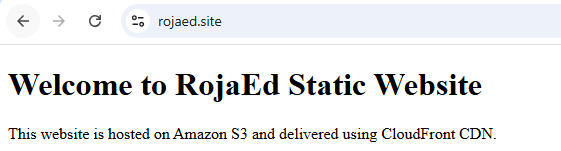 rojaed.site
Welcome to RojaEd Static Website
This website is hosted on Amazon S3 and delivered using CloudFront CDN.